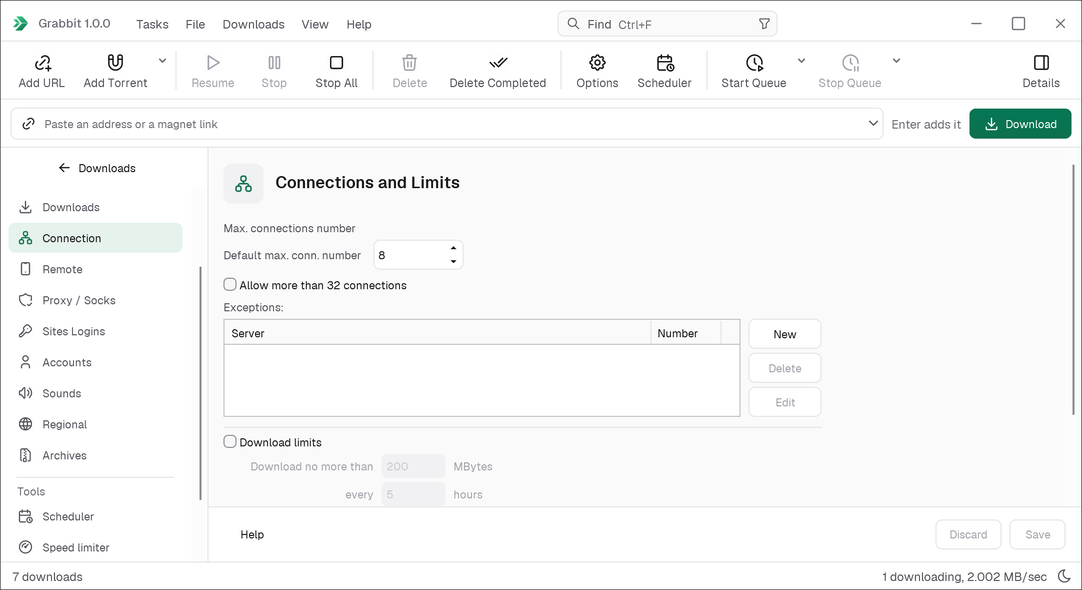 Grabbit 1.0.0 Tasks File Downloads View Help Find Ctrl+F
Add URL Add Torrent Resume Stop Stop All Delete Delete Completed Options Scheduler Start Queue Stop Queue Details
Paste an address or a magnet link Enter adds it Download
Downloads
Downloads
Connection
Remote
Proxy / Socks
Sites Logins
Accounts
Sounds
Regional
Archives
Tools
Scheduler
Speed limiter
Connections and Limits
Max. connections number
Default max. conn. number 8
Allow more than 32 connections
Exceptions:
Server Number
New
Delete
Edit
Download limits
Download no more than 200 MBytes
every 5 hours
Help Discard Save
7 downloads 1 downloading, 2.002 MB/sec